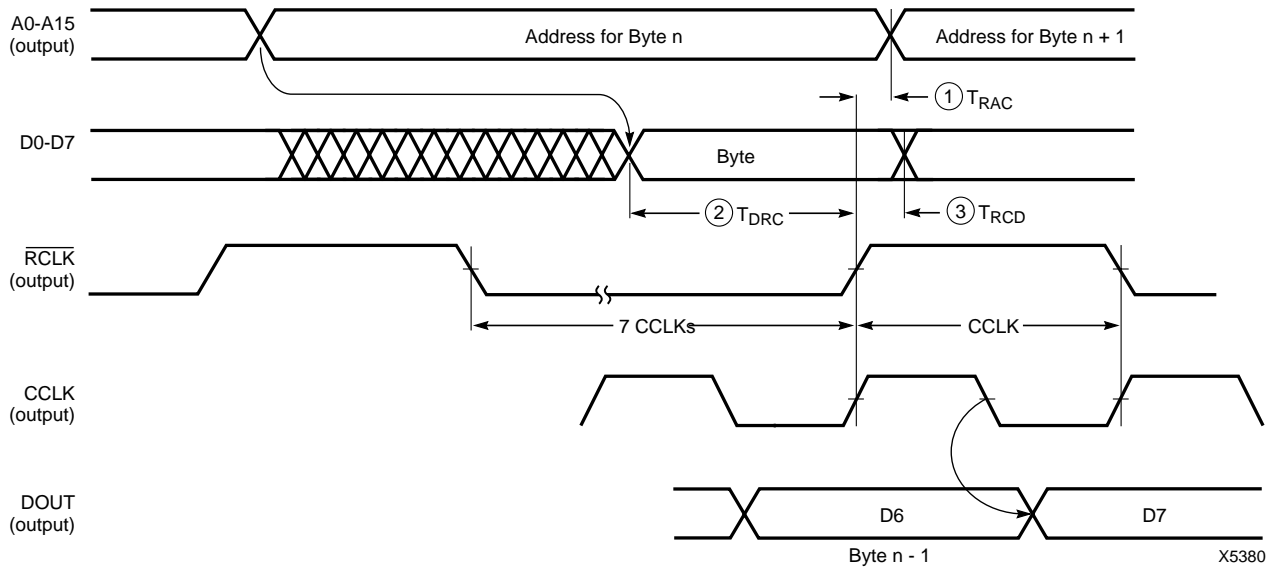 A0-A15
(output)
Address for Byte n
Address for Byte n + 1
1 TRAC
D0-D7
Byte
2 TDRC
3 TRCD
RCLK
(output)
7 CCLKs
CCLK
CCLK
(output)
DOUT
(output)
D6
D7
Byte n - 1
X5380